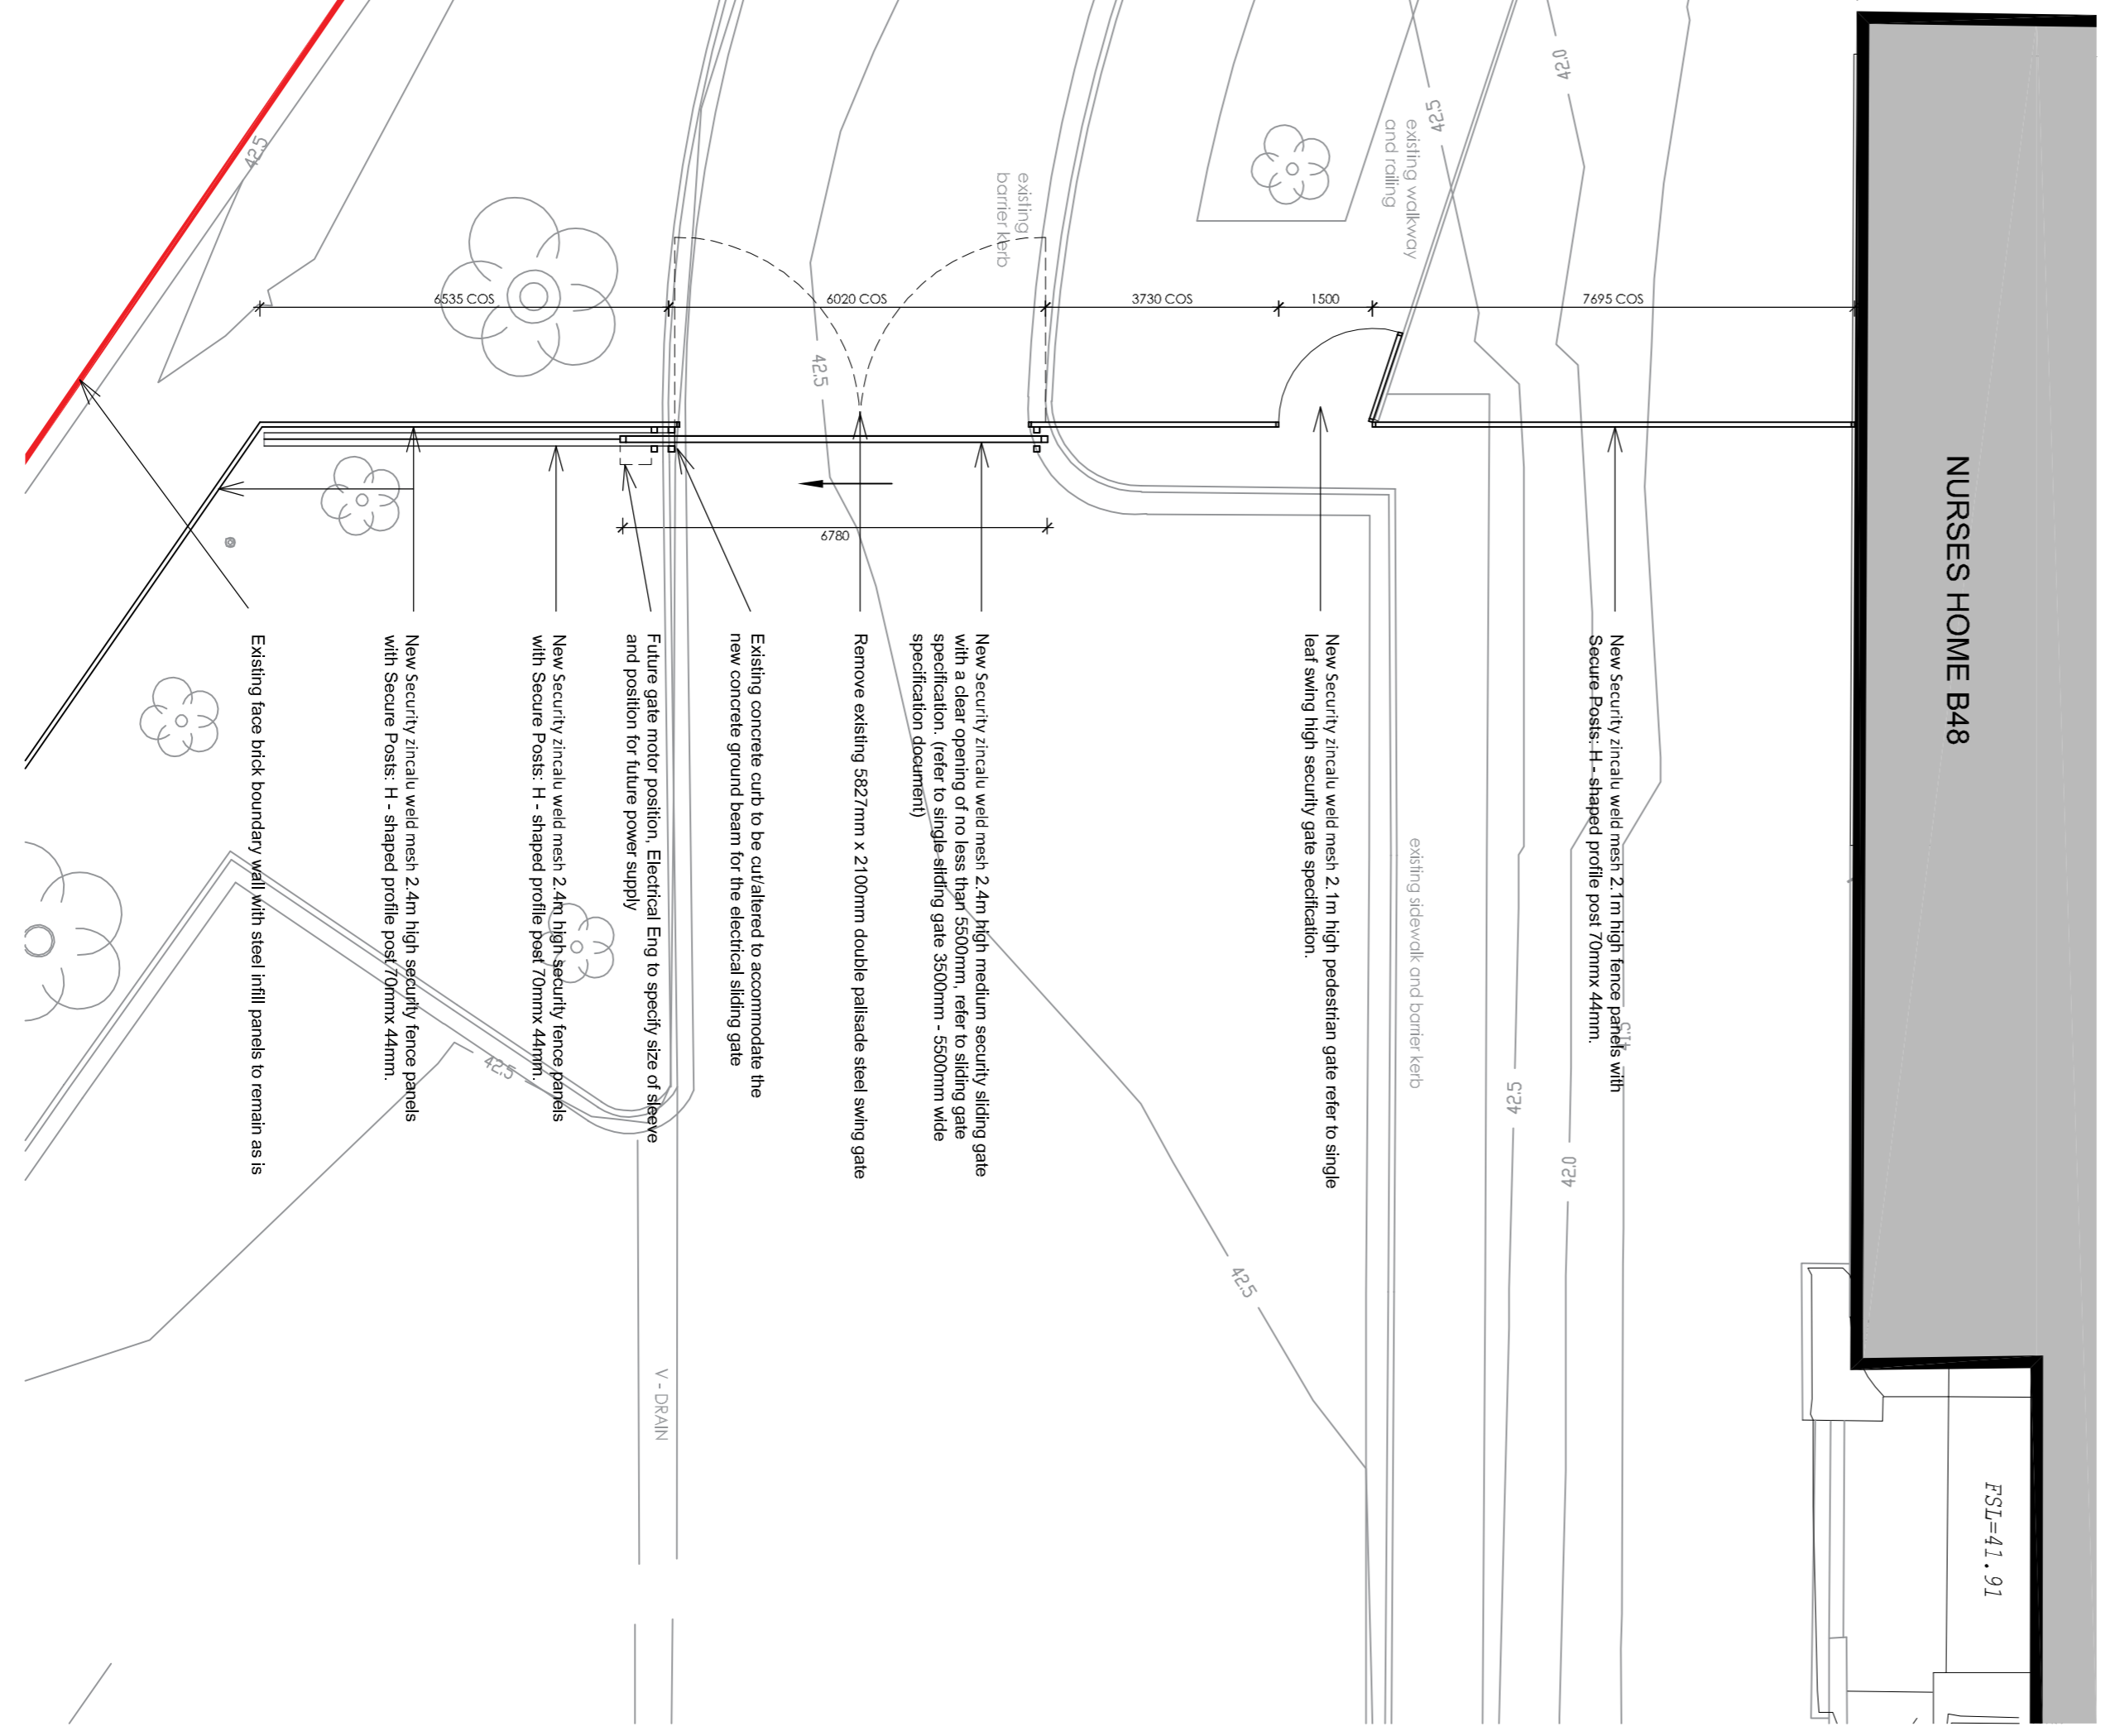 42.5
42.0
42.5
existing walkway
and railing
existing
barrier kerb
6535 COS
6020 COS
3730 COS
1500
7695 COS
42.5
6780
NURSES HOME B48
New Security zincalu weld mesh 2.1m high fence panels with
Secure Posts: H - shaped profile post 70mmx 44mm.
New Security zincalu weld mesh 2.1m high pedestrian gate refer to single
leaf swing high security gate specification.
New Security zincalu weld mesh 2.4m high medium security sliding gate
with a clear opening of no less than 5500mm, refer to sliding gate
specification. (refer to single sliding gate 3500mm - 5500mm wide
specification document)
Remove existing 5827mm x 2100mm double palisade steel swing gate
Existing concrete curb to be cut/altered to accommodate the
new concrete ground beam for the electrical sliding gate
Future gate motor position, Electrical Eng to specify size of sleeve
and position for future power supply
New Security zincalu weld mesh 2.4m high security fence panels
with Secure Posts: H - shaped profile post 70mmx 44mm.
New Security zincalu weld mesh 2.4m high security fence panels
with Secure Posts: H - shaped profile post 70mmx 44mm.
Existing face brick boundary wall with steel infill panels to remain as is
existing sidewalk and barrier kerb
41.5
42.5
42.5
42.0
42.5
V - DRAIN
FSL=41.91